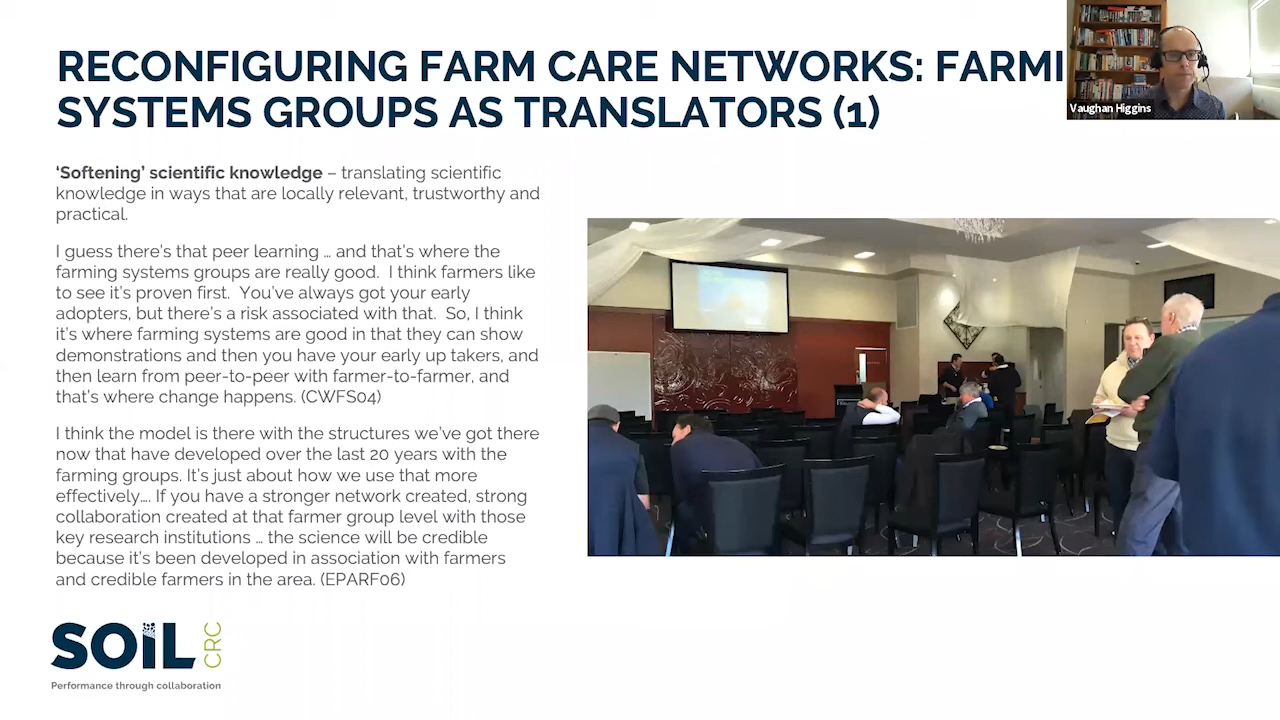 RECONFIGURING FARM CARE NETWORKS: FARMI
SYSTEMS GROUPS AS TRANSLATORS (1)
Vaughan Higgins
‘Softening’ scientific knowledge – translating scientific
knowledge in ways that are locally relevant, trustworthy and
practical.
I guess there’s that peer learning … and that’s where the
farming systems groups are really good.  I think farmers like
to see it’s proven first.  You’ve always got your early
adopters, but there’s a risk associated with that.  So, I think
it’s where farming systems are good in that they can show
demonstrations and then you have your early up takers, and
then learn from peer-to-peer with farmer-to-farmer, and
that’s where change happens. (CWFS04)
I think the model is there with the structures we’ve got there
now that have developed over the last 20 years with the
farming groups. It’s just about how we use that more
effectively…. If you have a stronger network created, strong
collaboration created at that farmer group level with those
key research institutions … the science will be credible
because it’s been developed in association with farmers
and credible farmers in the area. (EPARF06)
SOIL CRC
Performance through collaboration